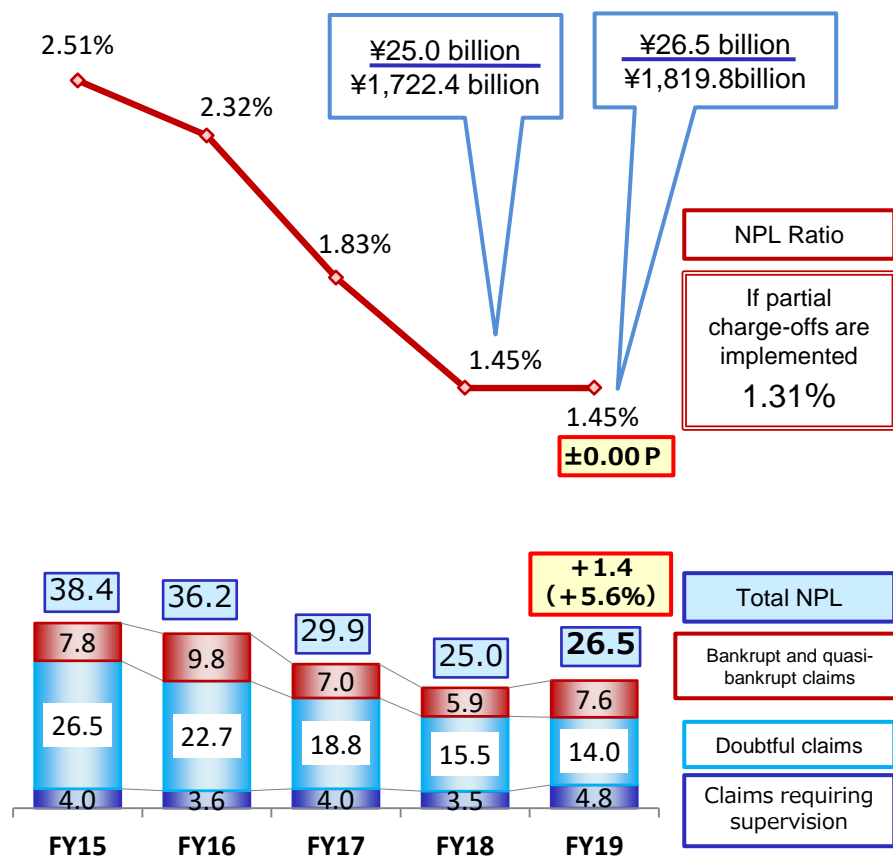 2.51%
2.32%
1.83%
1.45%
1.45%
±0.00 P
¥25.0 billion
¥1,722.4 billion
¥26.5 billion
¥1,819.8billion
NPL Ratio
If partial
charge-offs are
implemented
1.31%
38.4
36.2
29.9
25.0
+1.4
(+5.6%)
26.5
7.8
9.8
7.0
5.9
7.6
26.5
22.7
18.8
15.5
14.0
4.0
3.6
4.0
3.5
4.8
FY15
FY16
FY17
FY18
FY19
Total NPL
Bankrupt and quasi-
bankrupt claims
Doubtful claims
Claims requiring
supervision